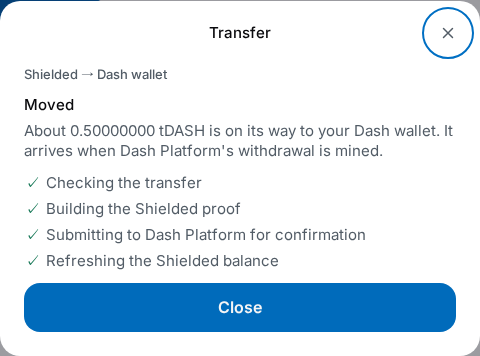 Transfer
Shielded → Dash wallet
Moved
About 0.50000000 tDASH is on its way to your Dash wallet. It
arrives when Dash Platform's withdrawal is mined.
✓ Checking the transfer
✓ Building the Shielded proof
✓ Submitting to Dash Platform for confirmation
✓ Refreshing the Shielded balance
Close